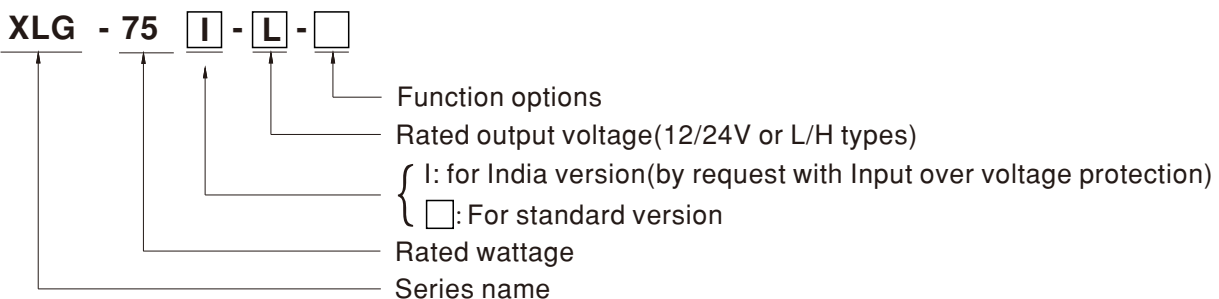 XLG - 75 I - L - □
Function options
Rated output voltage(12/24V or L/H types)
I: for India version(by request with Input over voltage protection)
□: For standard version
Rated wattage
Series name